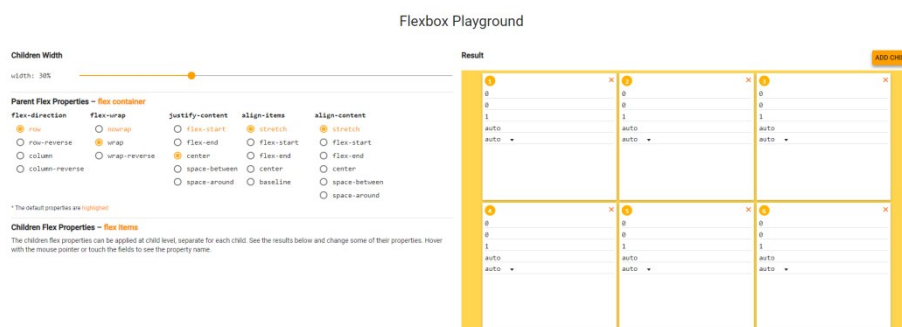 Flexbox Playground
Children Width
width: 30%
Parent Flex Properties – flex container
flex-direction
row
row-reverse
column
column-reverse
flex-wrap
nowrap
wrap
wrap-reverse
justify-content
flex-start
flex-end
center
space-between
space-around
align-items
stretch
flex-start
flex-end
center
baseline
align-content
stretch
flex-start
flex-end
center
space-between
space-around
* The default properties are highlighted
Children Flex Properties – flex items
The children flex properties can be applied at child level, separate for each child. See the results below and change some of their properties. Hover
with the mouse pointer or touch the fields to see the property name.
Result
ADD CHI
1
0
0
1
auto
auto
2
0
0
1
auto
auto
3
0
0
1
auto
auto
4
0
0
1
auto
auto
5
0
0
1
auto
auto
6
0
0
1
auto
auto